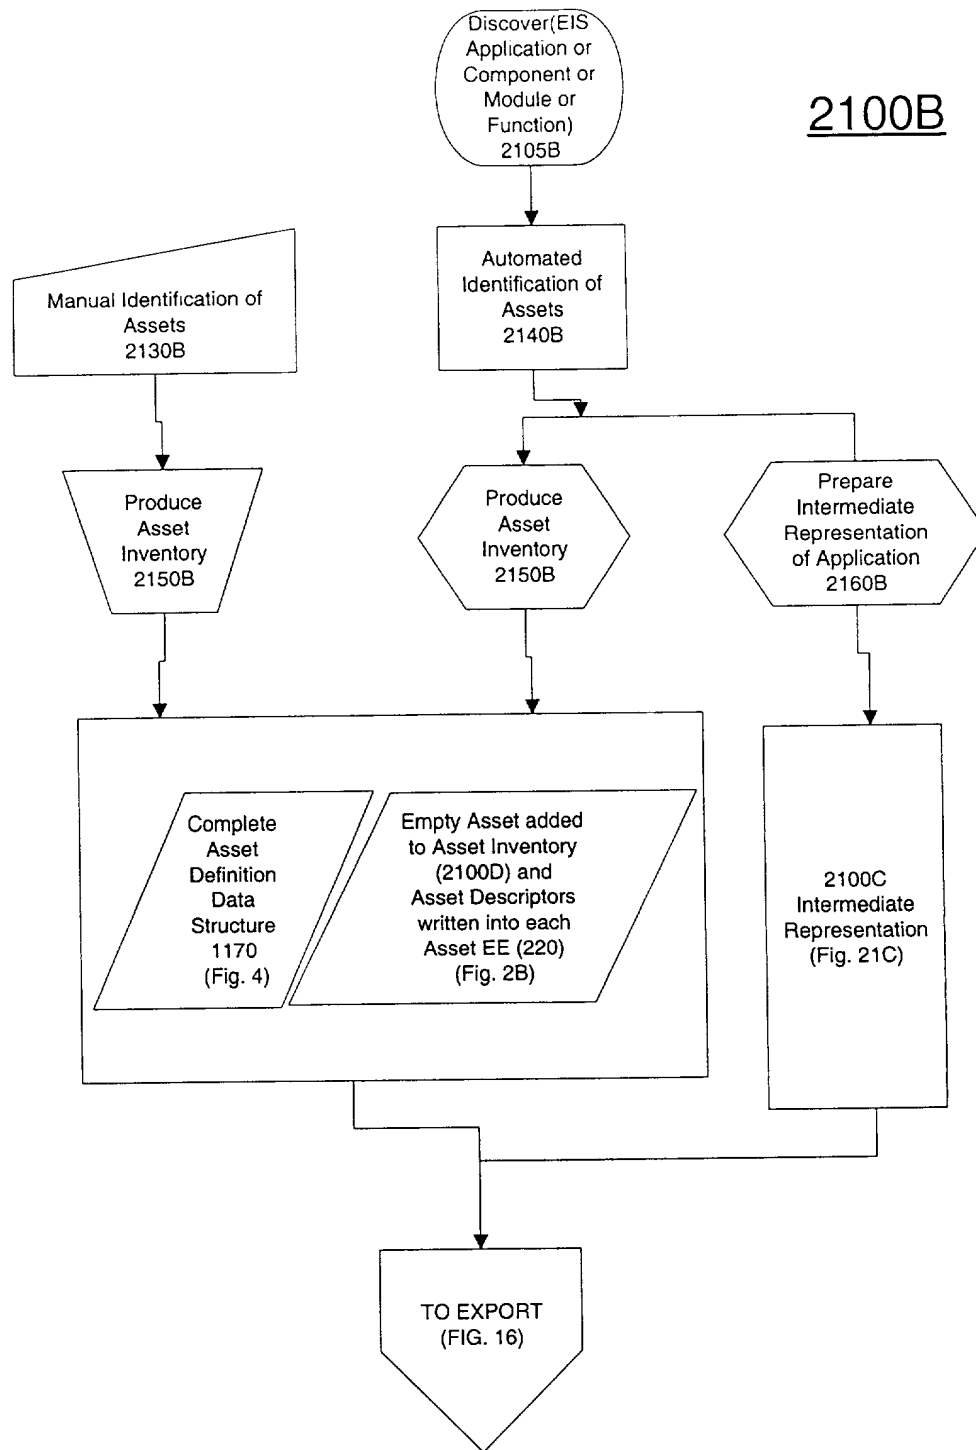 Discover(EIS
Application or
Component or
Module or
Function)
2105B
2100B
Automated
Identification of
Assets
2140B
Manual Identification of
Assets
2130B
Produce
Asset
Inventory
2150B
Produce
Asset
Inventory
2150B
Prepare
Intermediate
Representation
of Application
2160B
Complete
Asset
Definition
Data
Structure
1170
(Fig. 4)
Empty Asset added
to Asset Inventory
(2100D) and
Asset Descriptors
written into each
Asset EE (220)
(Fig. 2B)
2100C
Intermediate
Representation
(Fig. 21C)
TO EXPORT
(FIG. 16)